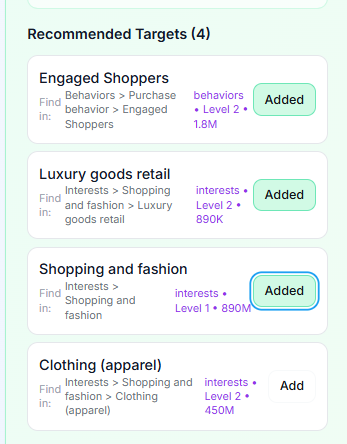 Recommended Targets (4)
Engaged Shoppers
Find in:
Behaviors > Purchase
behavior > Engaged
Shoppers
behaviors
• Level 2 •
1.8M
Added
Luxury goods retail
Find in:
Interests > Shopping
and fashion > Luxury
goods retail
interests •
Level 2 •
890K
Added
Shopping and fashion
Find in:
Interests >
Shopping and
fashion
interests •
Level 1 • 890M
Added
Clothing (apparel)
Find in:
Interests > Shopping and
fashion > Clothing
(apparel)
interests •
Level 2 •
450M
Add